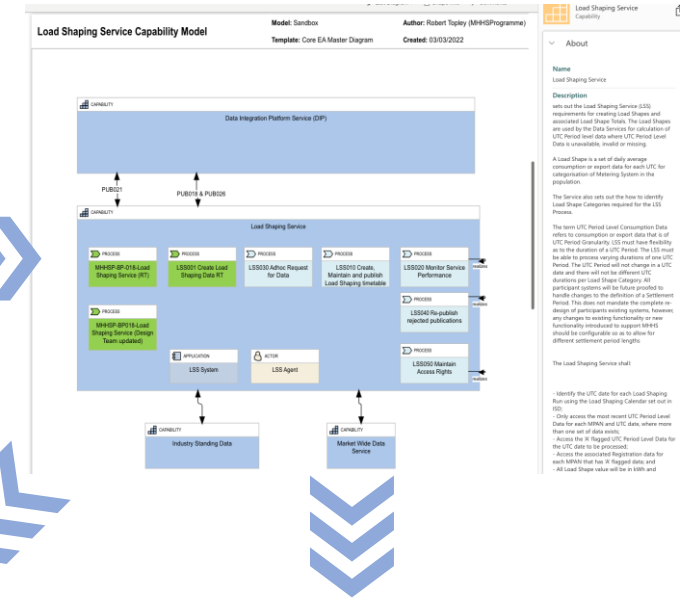 Load Shaping Service Capability Model
Model: Sandbox
Author: Robert Topley (MHHSProgramme)
Template: Core EA Master Diagram
Created: 03/03/2022
CAPABILITY
Data Integration Platform Service (DIP)
PUB021
PUB018 & PUB026
CAPABILITY
Load Shaping Service
PROCESS
MHHSP-BP-018-Load
Shaping Service (RT)
PROCESS
LSS001 Create Load
Shaping Data RT
PROCESS
LSS030 Adhoc Request
for Data
PROCESS
LSS010 Create,
Maintain and publish
Load Shaping timetable
PROCESS
LSS020 Monitor Service
Performance
PROCESS
MHHSP-BP018-Load
Shaping Service (Design
Team updated)
PROCESS
LSS040 Re-publish
rejected publications
APPLICATION
LSS System
ACTOR
LSS Agent
PROCESS
LSS050 Maintain
Access Rights
CAPABILITY
Industry Standing Data
CAPABILITY
Market Wide Data
Service
Load Shaping Service
Capability
About
Name
Load Shaping Service
Description
sets out the Load Shaping Service (LSS)
requirements for creating Load Shapes and
associated Load Shape Totals. The Load Shapes
are used by the Data Services for calculation of
UTC Period level data where UTC Period Level
Data is unavailable, invalid or missing.
A Load Shape is a set of daily average
consumption or export data for each UTC for
categorisation of Metering System in the
population.
The Service also sets out the how to identify
Load Shape Categories required for the LSS
Process.
The term UTC Period Level Consumption Data
refers to consumption or export data that is of
UTC Period Granularity. LSS must have flexibility
as to the duration of a UTC Period. The LSS must
be able to process varying durations of one UTC
Period. The UTC Period will not change in a UTC
date and there will not be different UTC
durations per Load Shape Category. All
participant systems will be future proofed to
handle changes to the definition of a Settlement
Period. This does not mandate the complete re-
design of participants existing systems, however,
any changes to existing functionality or new
functionality introduced to support MHHS
should be configurable so as to allow for
different settlement period lengths
The Load Shaping Service shall:
- Identify the UTC date for each Load Shaping
Run using the Load Shaping Calendar set out in
ISD;
- Only access the most recent UTC Period Level
Data for each MPAN and UTC date, where more
than one set of data exists;
- Access the flagged UTC Period Level Data for
the UTC date to be processed;
- Access the associated Registration data for
each MPAN that has flagged data; and
- All Load Shape value will be in kWh and